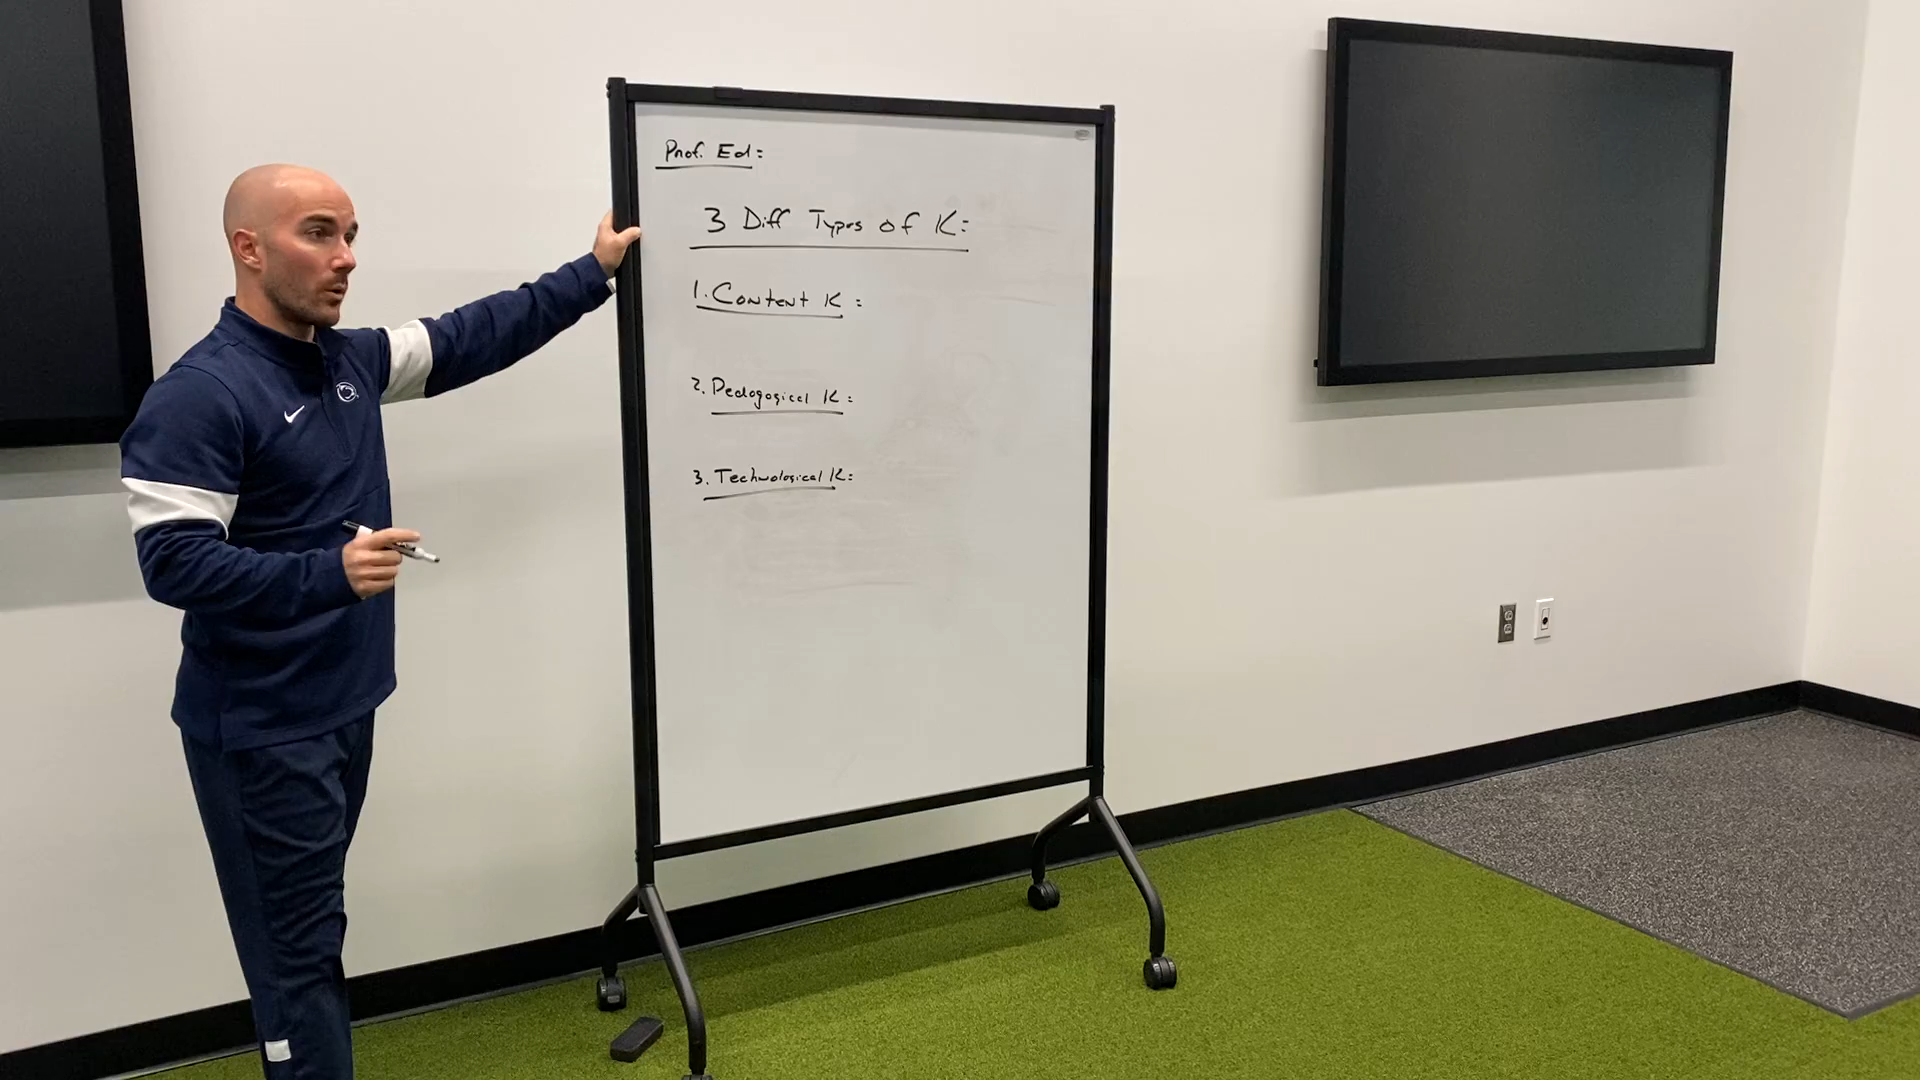 Prof. Ed:
3 Diff Types of K:
1. Content K:
2. Pedagogical K:
3. Technological K: